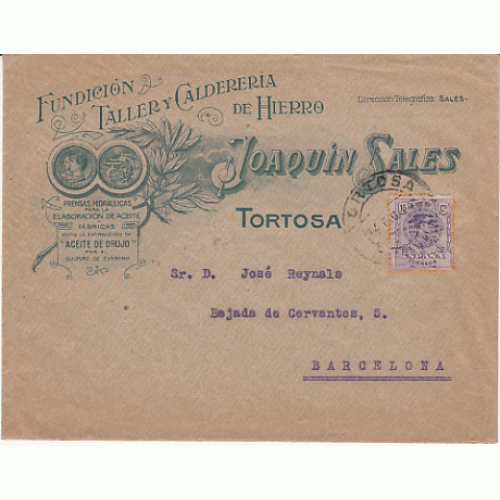 FUNDICIÓN
TALLER Y CALDERERÍA
DE HIERRO
Dirección Telegráfica SALES-
JOAQUÍN SALES
TORTOSA
PRENSAS HIDRÁULICAS
PARA LA
ELABORACIÓN DE ACEITE
FÁBRICAS
PARA LA EXTRACCIÓN DE
ACEITE DE ORUJO
POR EL
SULFURO DE CARBONO
TORTOSA
15 C
ESPAÑA
Sr. D. José Reynals
Bajada de Cervantes, 5.
BARCELONA